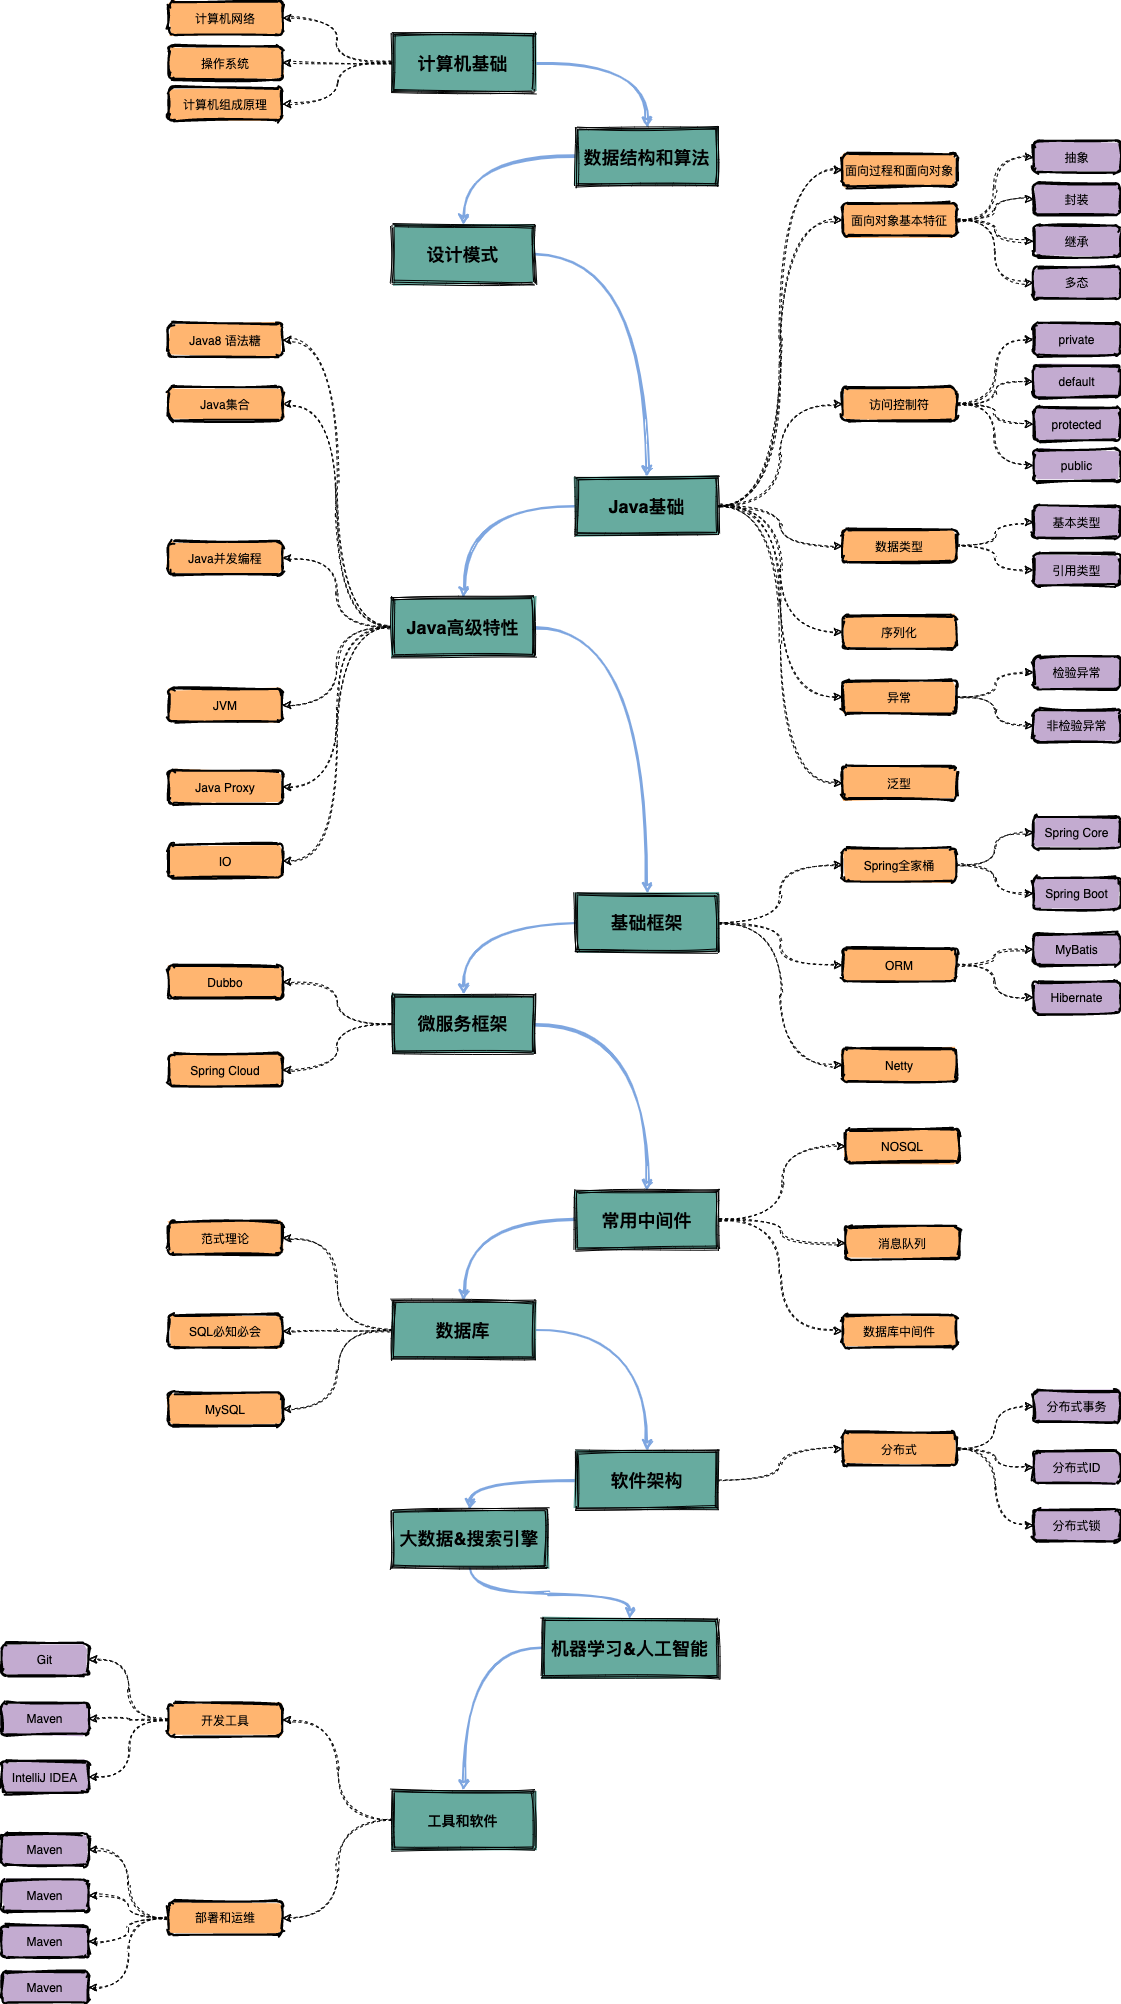 计算机网络
操作系统
计算机组成原理
计算机基础
数据结构和算法
设计模式
面向过程和面向对象
面向对象基本特征
抽象
封装
继承
多态
Java8 语法糖
Java集合
private
default
protected
public
访问控制符
Java基础
数据类型
基本类型
引用类型
Java并发编程
Java高级特性
序列化
异常
检验异常
非检验异常
JVM
Java Proxy
IO
泛型
Spring全家桶
Spring Core
Spring Boot
基础框架
ORM
MyBatis
Hibernate
Dubbo
微服务框架
Spring Cloud
Netty
NOSQL
常用中间件
消息队列
数据库中间件
范式理论
SQL必知必会
数据库
MySQL
软件架构
分布式
分布式事务
分布式ID
分布式锁
大数据&搜索引擎
机器学习&人工智能
Git
Maven
开发工具
IntelliJ IDEA
工具和软件
Maven
Maven
部署和运维
Maven
Maven